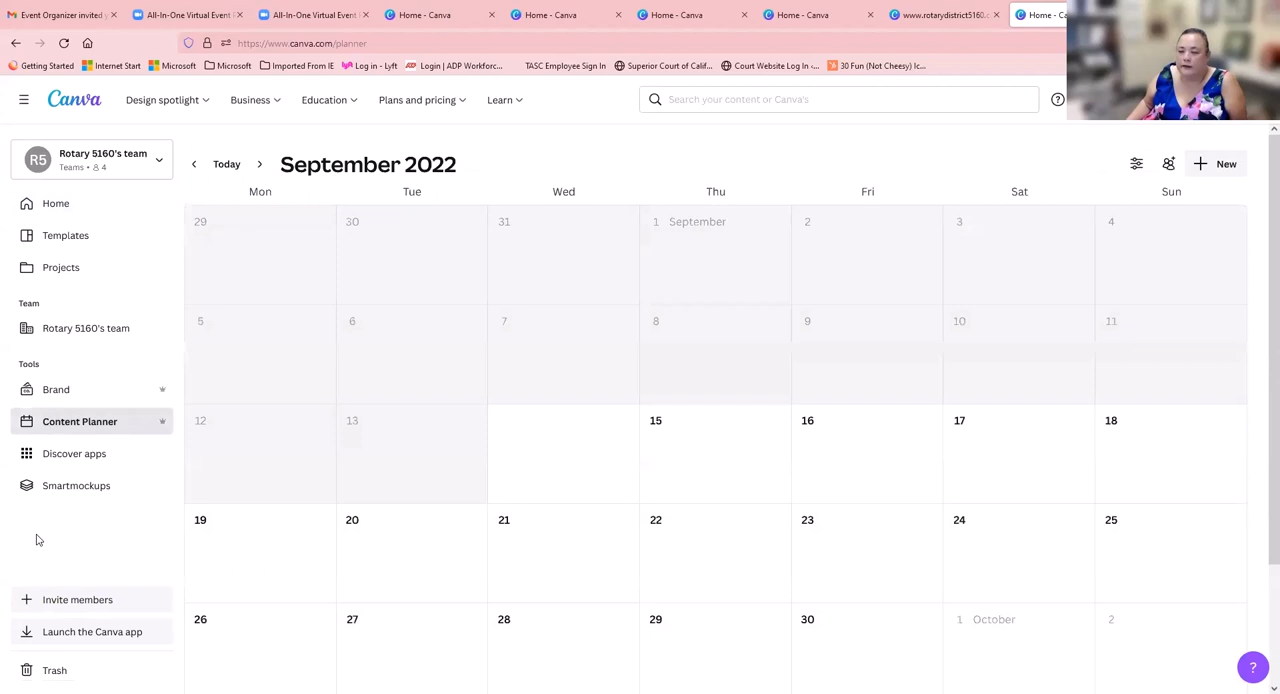 Event Organizer invited y
All-In-One Virtual Event P
All-In-One Virtual Event P
Home - Canva
Home - Canva
Home - Canva
Home - Canva
www.rotarydistrict5160.c
Home - Ca
https://www.canva.com/planner
Getting Started Internet Start Microsoft Microsoft Imported From IE Log in - Lyft Login | ADP Workforce TASC Employee Sign In Superior Court of Calif... Court Website Log In -... 30 Fun (Not Cheesy) Ic...
Canva Design spotlight Business Education Plans and pricing Learn Search your content or Canva's ?
R5 Rotary 5160's team
Teams • 4
Home
Templates
Projects
Team
Rotary 5160's team
Tools
Brand
Content Planner
Discover apps
Smartmockups
Invite members
Launch the Canva app
Trash
Today September 2022 New
Mon Tue Wed Thu Fri Sat Sun
29 30 31 1 September 2 3 4
5 6 7 8 9 10 11
12 13 15 16 17 18
19 20 21 22 23 24 25
26 27 28 29 30 1 October 2
?